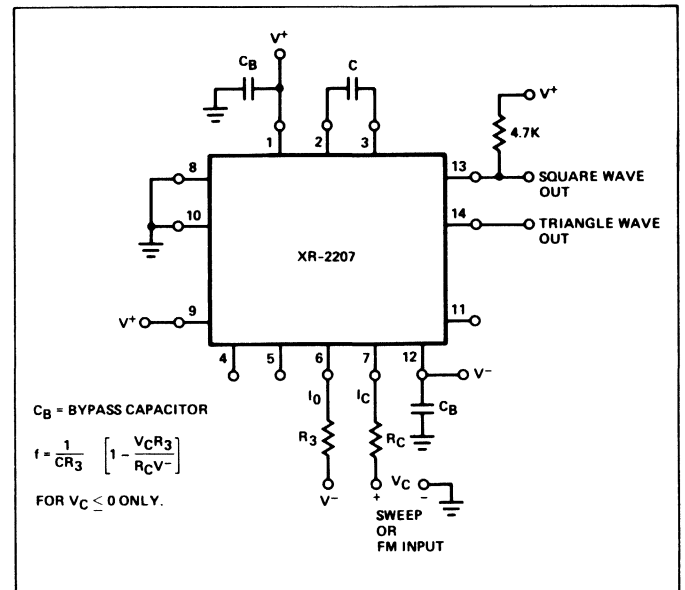 V+
CB
C
V+
4.7K
1
2
3
8
13
SQUARE WAVE
OUT
10
14
TRIANGLE WAVE
OUT
XR-2207
V+
9
11
4
5
6
7
12
V−
I0
IC
CB
CB = BYPASS CAPACITOR
R3
RC
f = 1/CR3 [1 − VCR3/RCV−]
V−
+
VC
−
FOR VC ≤ 0 ONLY.
SWEEP
OR
FM INPUT